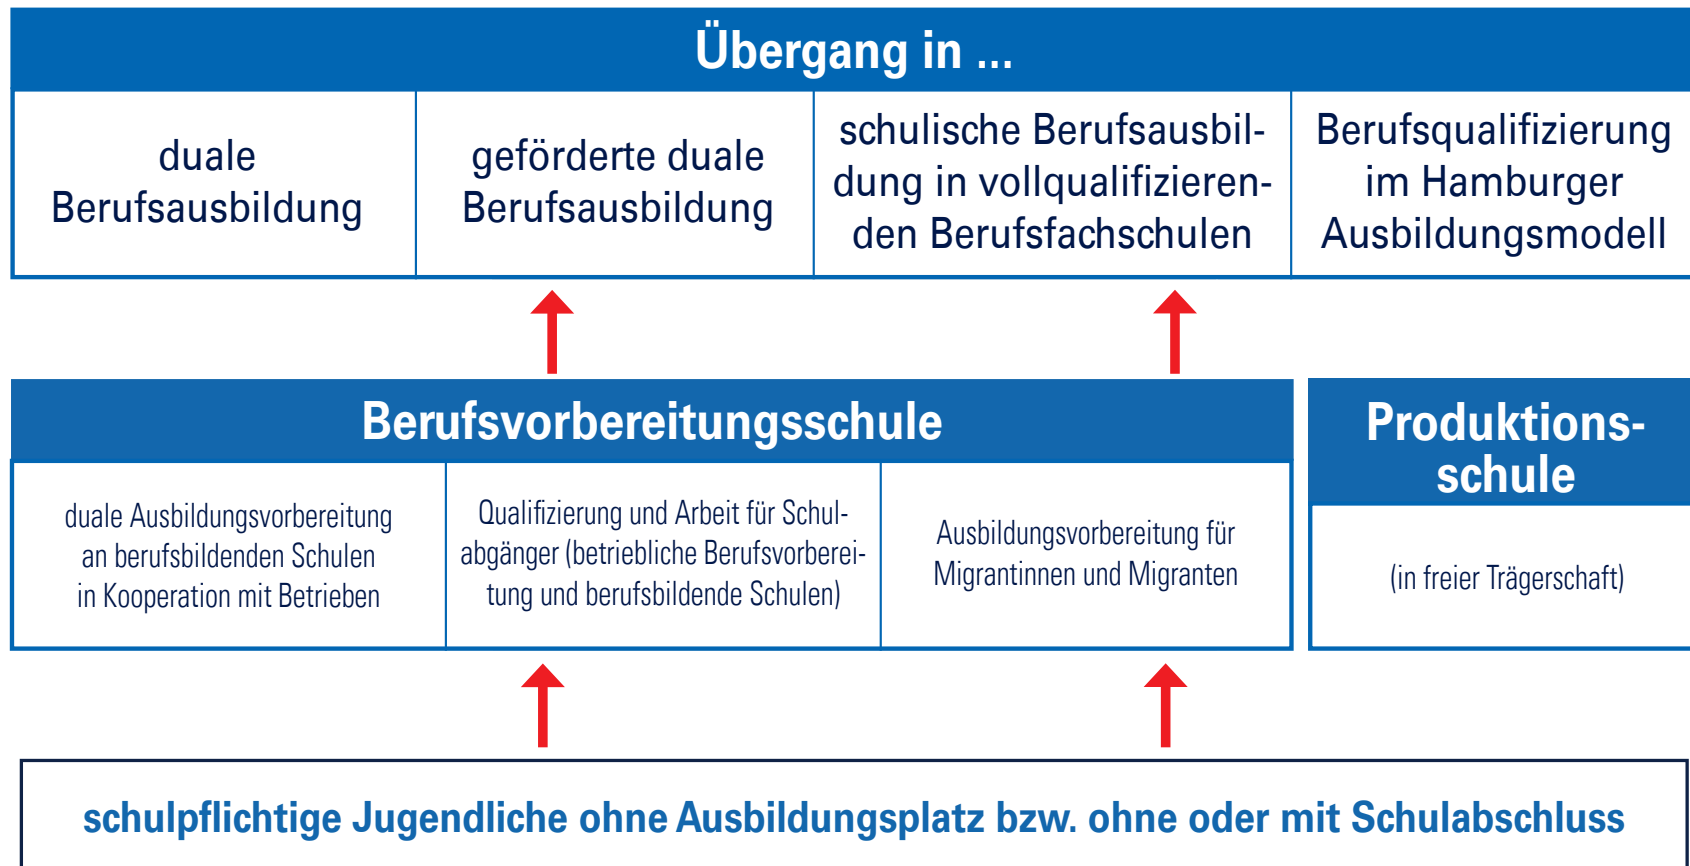 Übergang in ...
duale
Berufsausbildung
geförderte duale
Berufsausbildung
schulische Berufsausbil-
dung in vollqualifizieren-
den Berufsfachschulen
Berufsqualifizierung
im Hamburger
Ausbildungsmodell
Berufsvorbereitungsschule
duale Ausbildungsvorbereitung
an berufsbildenden Schulen
in Kooperation mit Betrieben
Qualifizierung und Arbeit für Schul-
abgänger (betriebliche Berufsvorberei-
tung und berufsbildende Schulen)
Ausbildungsvorbereitung für
Migrantinnen und Migranten
Produktions-
schule
(in freier Trägerschaft)
schulpflichtige Jugendliche ohne Ausbildungsplatz bzw. ohne oder mit Schulabschluss